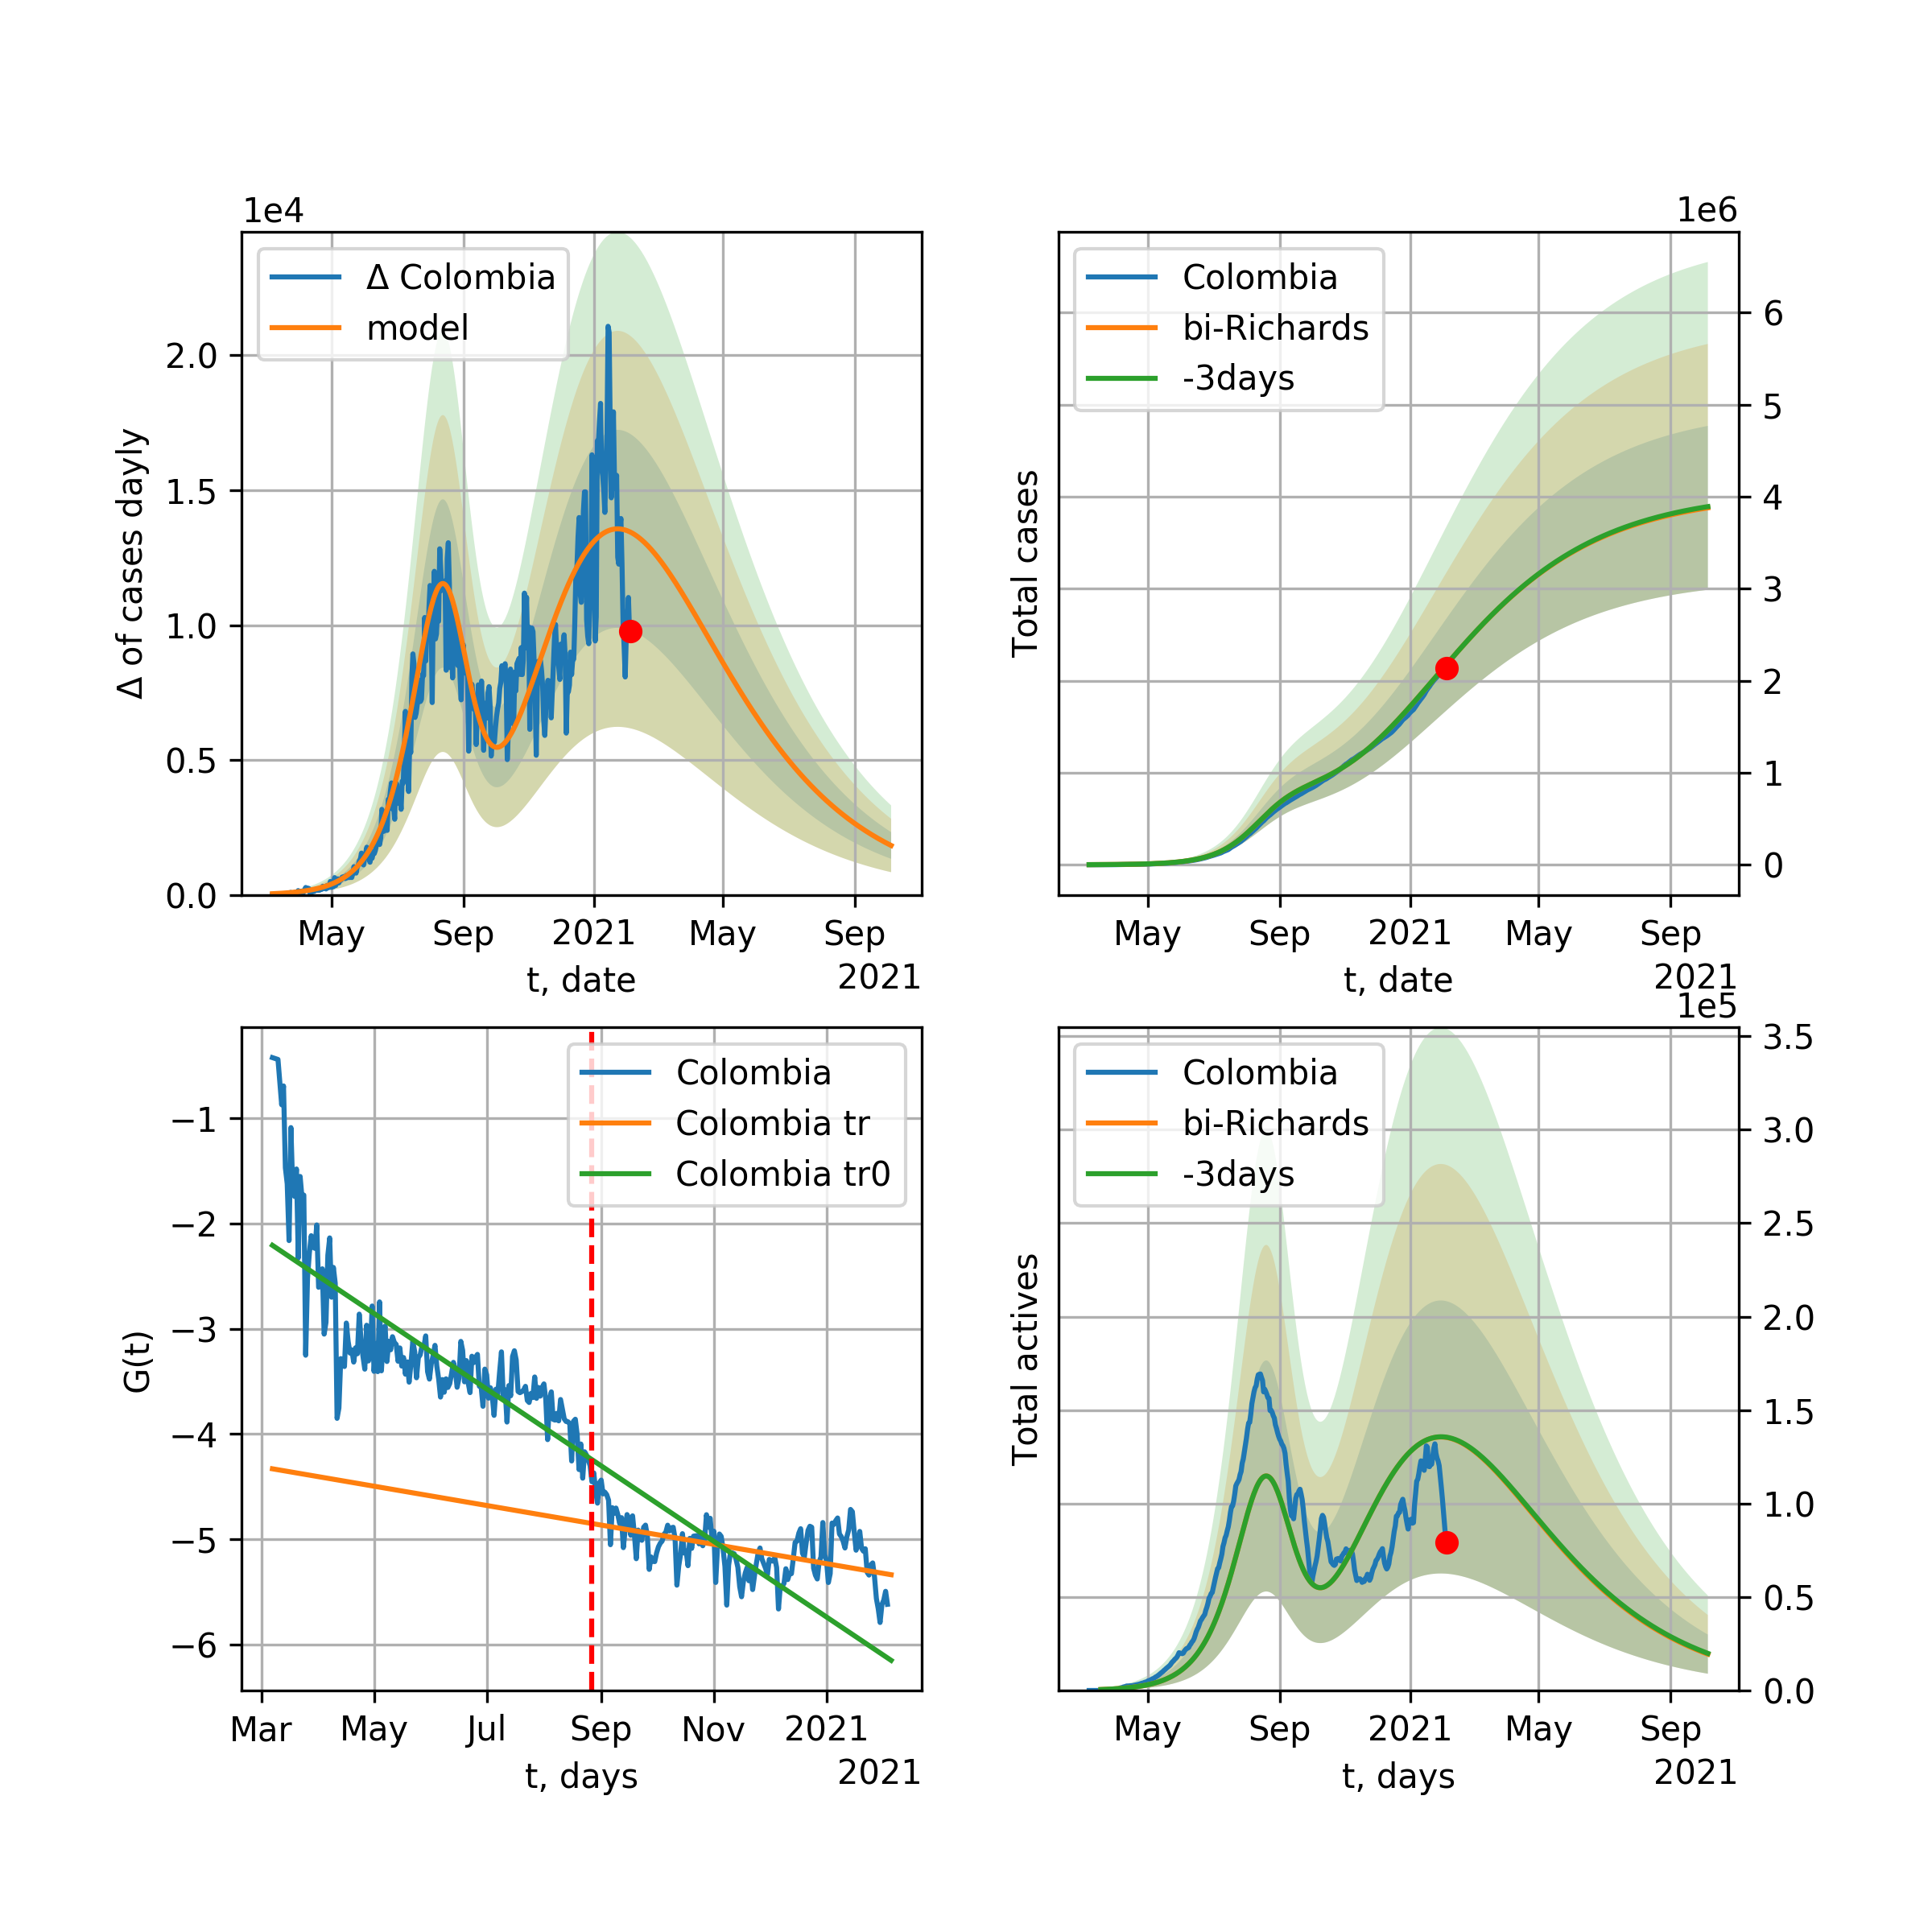 1e4
Δ Colombia
model
Δ of cases dayly
2.0
1.5
1.0
0.5
0.0
May Sep 2021 May Sep
t, date
2021
1e6
Colombia
bi-Richards
-3days
Total cases
6
5
4
3
2
1
0
May Sep 2021 May Sep
t, date
2021
Colombia
Colombia tr
Colombia tr0
G(t)
−1
−2
−3
−4
−5
−6
Mar May Jul Sep Nov 2021
t, days
2021
1e5
Colombia
bi-Richards
-3days
Total actives
3.5
3.0
2.5
2.0
1.5
1.0
0.5
0.0
May Sep 2021 May Sep
t, days
2021